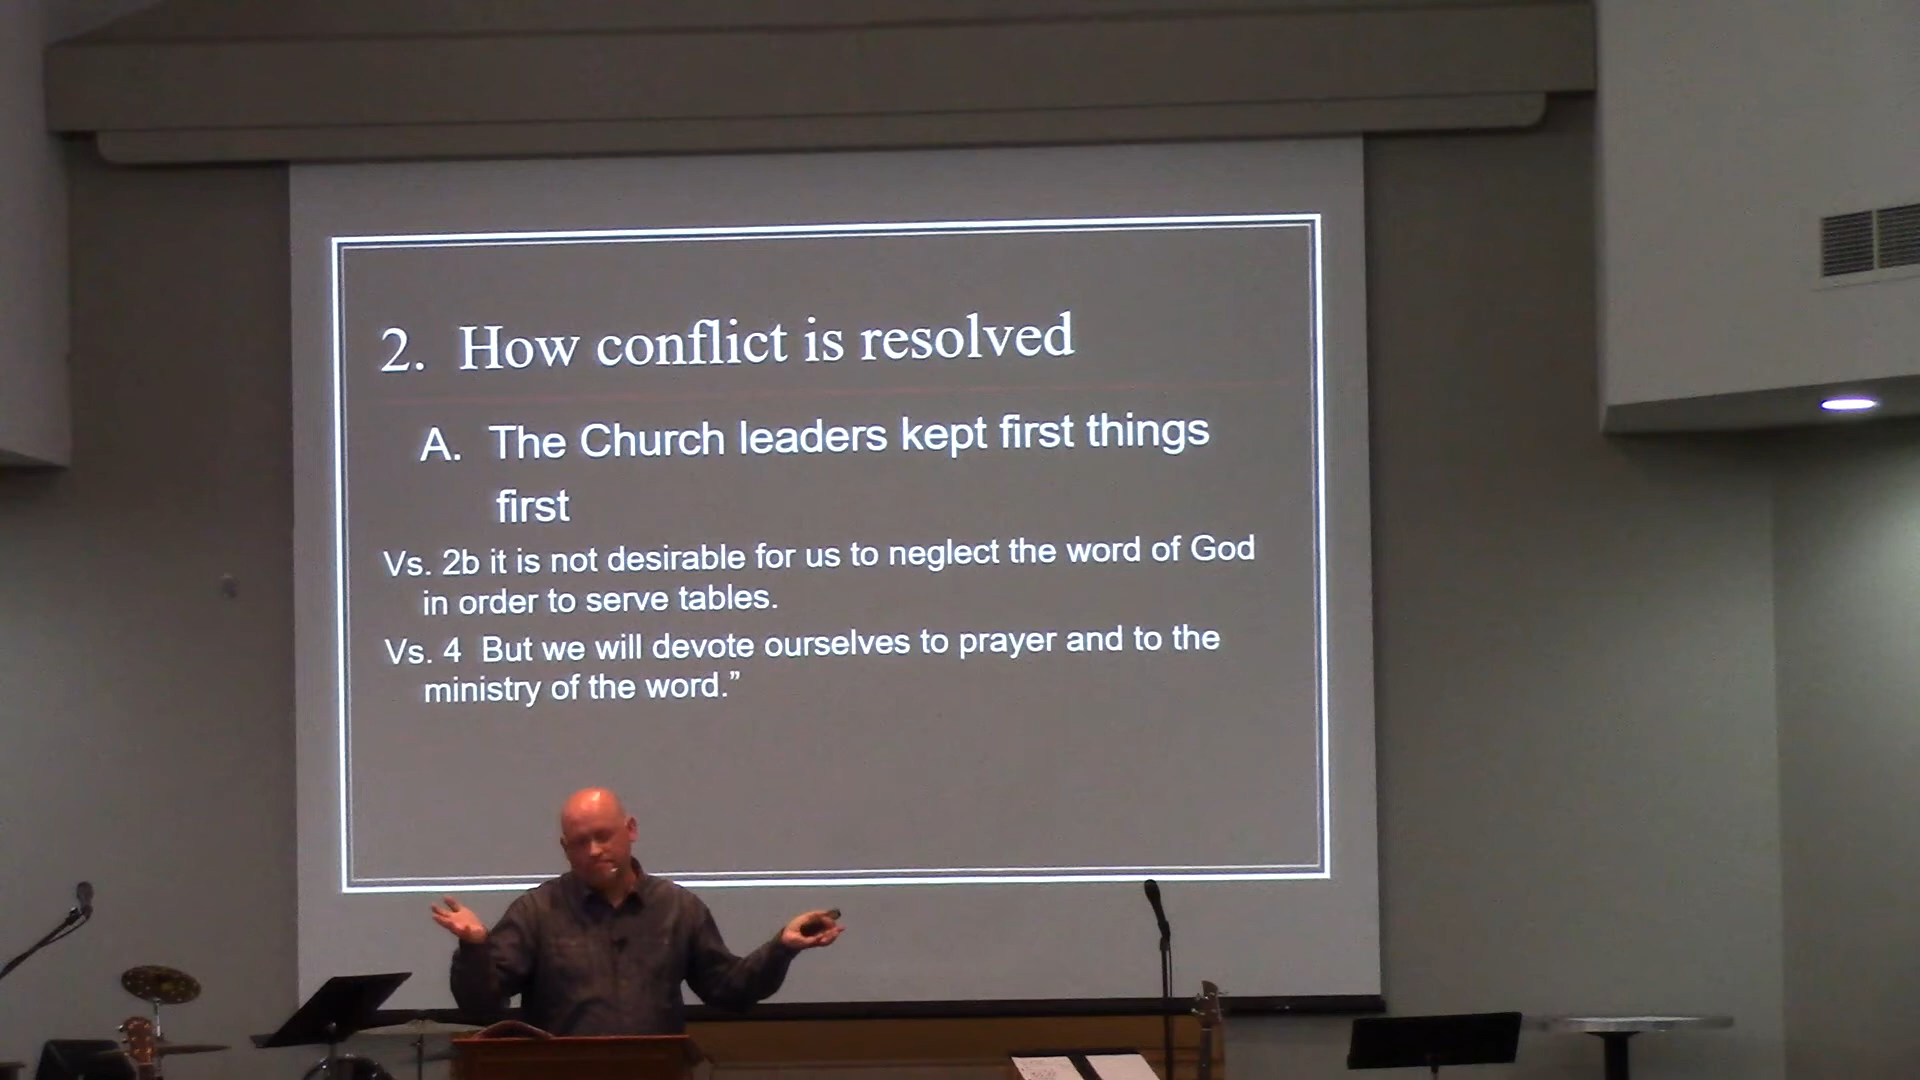 2. How conflict is resolved
A. The Church leaders kept first things
first
Vs. 2b it is not desirable for us to neglect the word of God
in order to serve tables.
Vs. 4 But we will devote ourselves to prayer and to the
ministry of the word.”